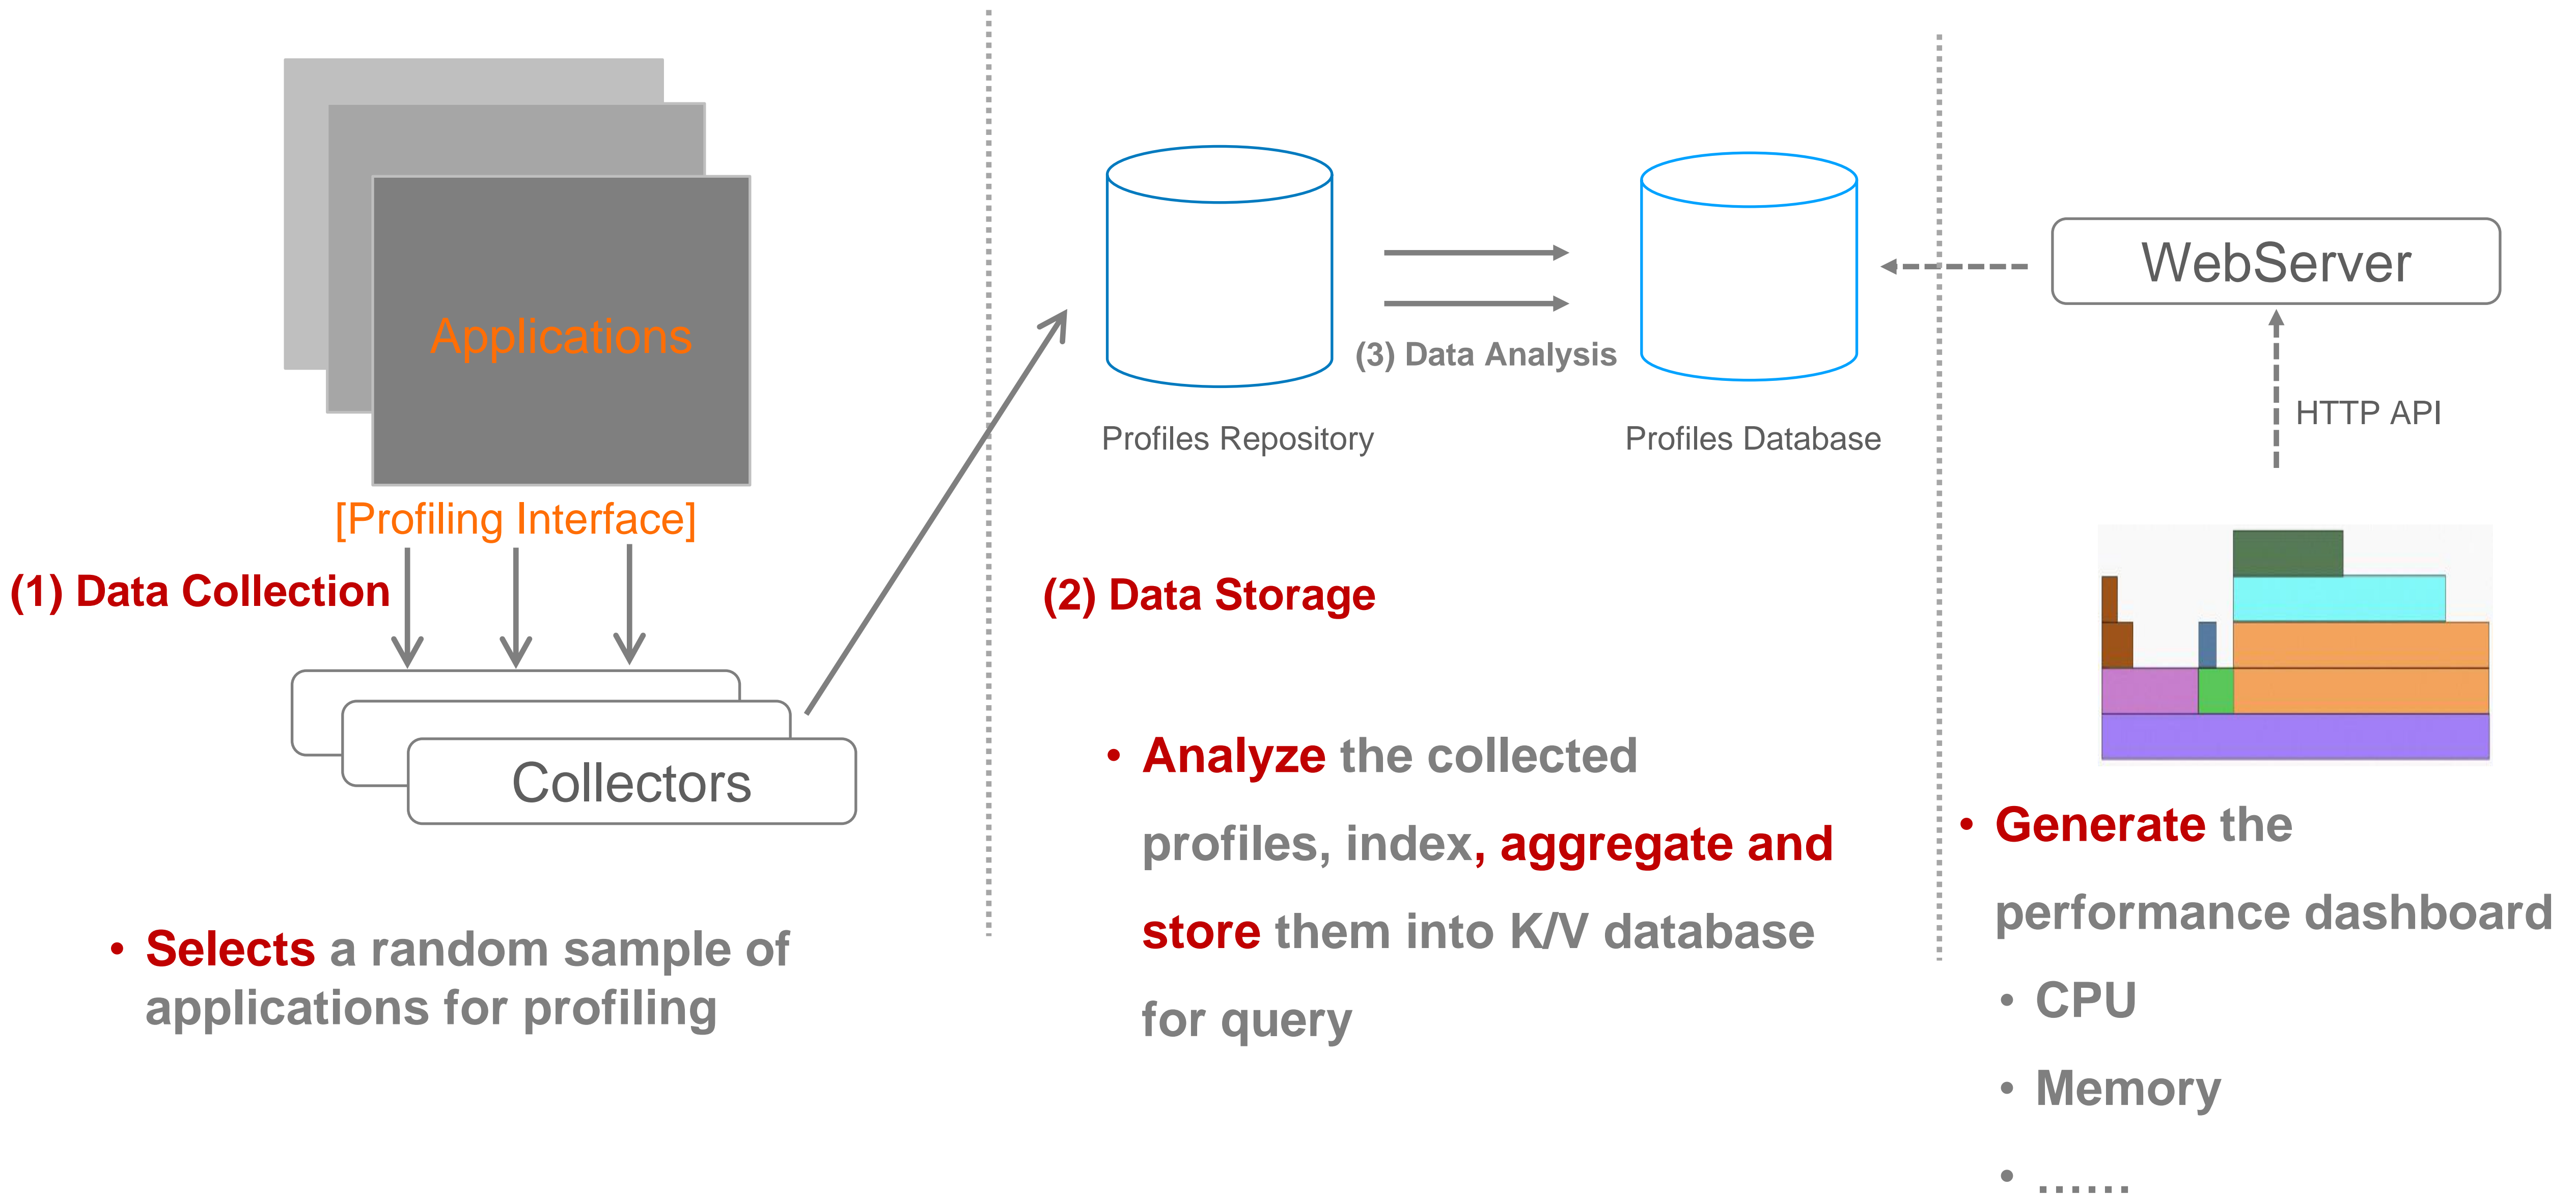 Applications
[Profiling Interface]
(1) Data Collection
Collectors
• Selects a random sample of
applications for profiling
(3) Data Analysis
Profiles Repository
Profiles Database
(2) Data Storage
• Analyze the collected
profiles, index, aggregate and
store them into K/V database
for query
WebServer
HTTP API
• Generate the
performance dashboard
• CPU
• Memory
• ……